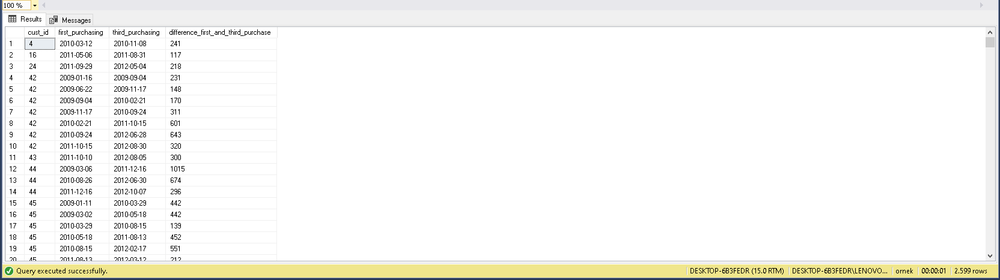 100 %
Results Messages
cust_id first_purchasing third_purchasing difference_first_and_third_purchase
1 4 2010-03-12 2010-11-08 241
2 16 2011-05-06 2011-08-31 117
3 24 2011-09-29 2012-05-04 218
4 42 2009-01-16 2009-09-04 231
5 42 2009-06-22 2009-11-17 148
6 42 2009-09-04 2010-02-21 170
7 42 2009-11-17 2010-09-24 311
8 42 2010-02-21 2011-10-15 601
9 42 2010-09-24 2012-06-28 643
10 42 2011-10-15 2012-08-30 320
11 43 2011-10-10 2012-08-05 300
12 44 2009-03-06 2011-12-16 1015
13 44 2010-08-26 2012-06-30 674
14 44 2011-12-16 2012-10-07 296
15 45 2009-01-11 2010-03-29 442
16 45 2009-03-02 2010-05-18 442
17 45 2010-03-29 2010-08-15 139
18 45 2010-05-18 2011-08-13 452
19 45 2010-08-15 2012-02-17 551
20 45 2011-08-13 2012-03-12 212
Query executed successfully. DESKTOP-6B3FEDR (15.0 RTM) DESKTOP-6B3FEDR\LENOVO... ornek 00:00:01 2.599 rows